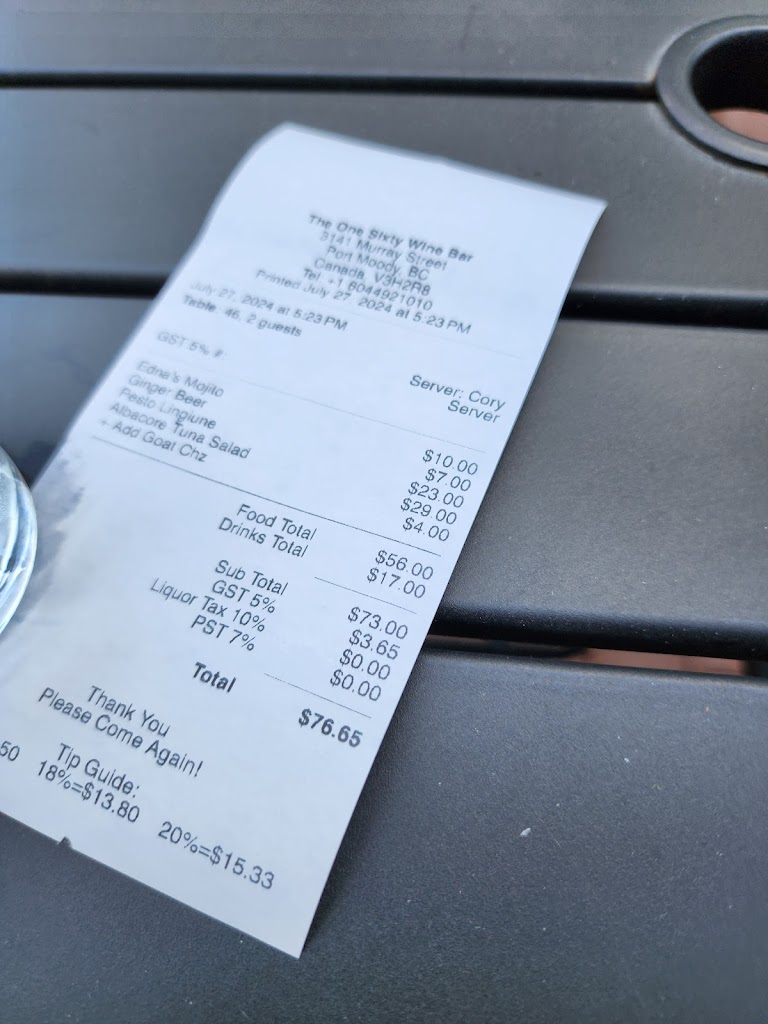 The One Sixty Wine Bar
3141 Murray Street
Port Moody, BC
Canada, V3H2R8
Tel. +1 6044921010
Printed July 27, 2024 at 5:23 PM
July 27, 2024 at 5:23 PM
Table: 46, 2 guests
Server: Cory
Server
GST 5% #:
Edna's Mojito $10.00
Ginger Beer $7.00
Pesto Lingiune $23.00
Albacore Tuna Salad $29.00
+ Add Goat Chz $4.00
Food Total $56.00
Drinks Total $17.00
Sub Total $73.00
GST 5% $3.65
Liquor Tax 10% $0.00
PST 7% $0.00
Total $76.65
Thank You
Please Come Again!
Tip Guide:
50 18%=$13.80 20%=$15.33